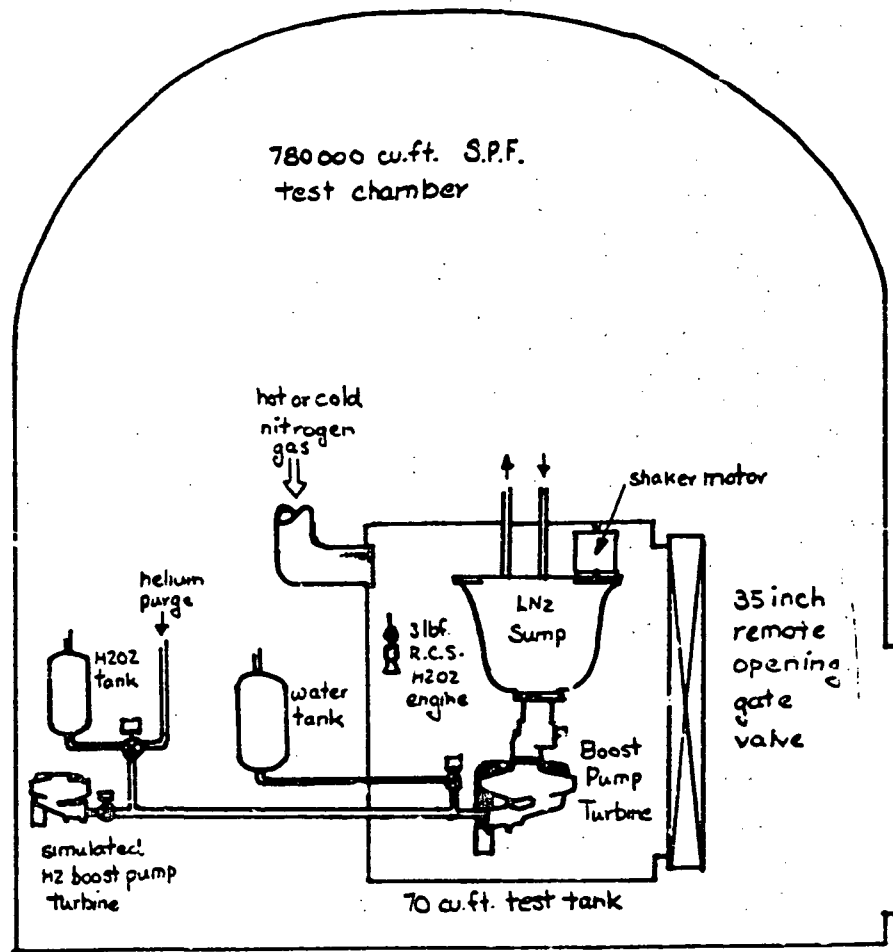 780000 cu.ft. S.P.F.
test chamber
hot or cold
nitrogen
gas
shaker motor
helium
purge
H2O2
tank
water
tank
3 lbf.
R.C.S.
H2O2
engine
LN2
Sump
35 inch
remote
opening
gate
valve
Boost
Pump
Turbine
simulated
H2 boost pump
turbine
70 cu.ft. test tank